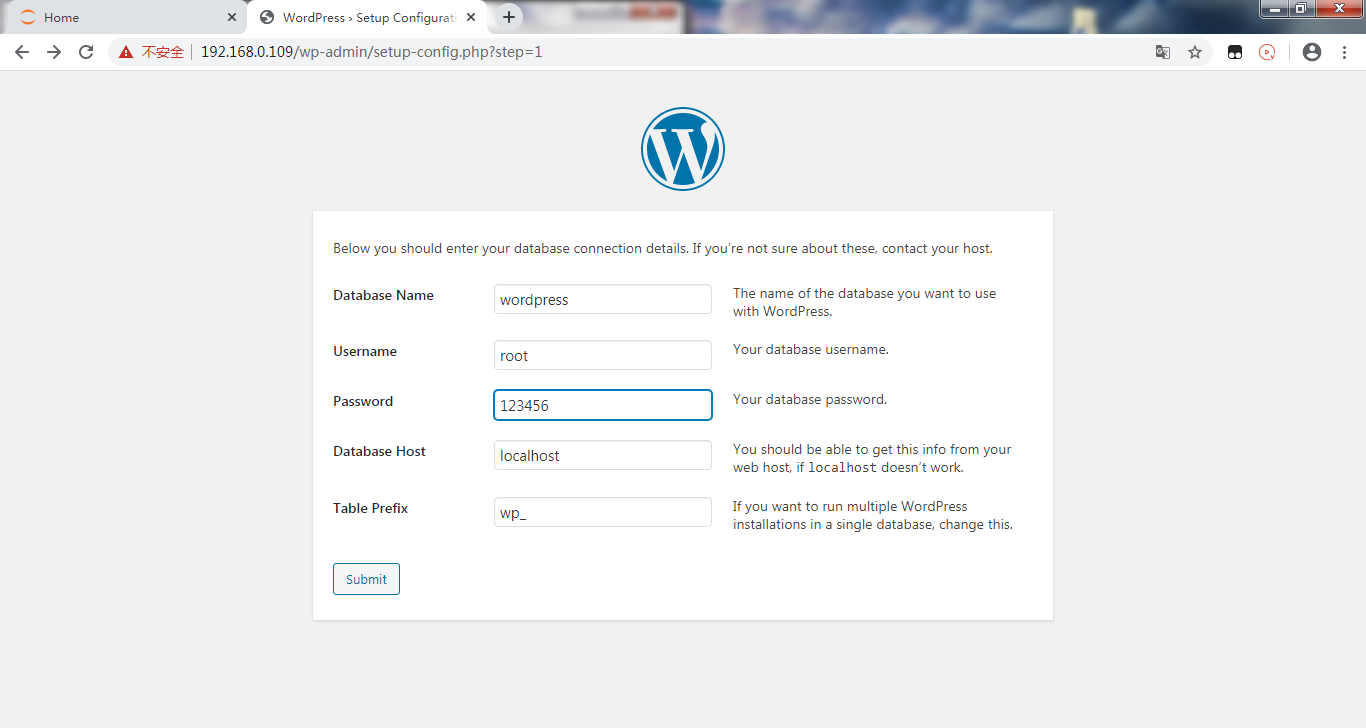 Home
WordPress › Setup Configurati
不安全
192.168.0.109/wp-admin/setup-config.php?step=1
Below you should enter your database connection details. If you’re not sure about these, contact your host.
Database Name
wordpress
The name of the database you want to use
with WordPress.
Username
root
Your database username.
Password
123456
Your database password.
Database Host
localhost
You should be able to get this info from your
web host, if localhost doesn’t work.
Table Prefix
wp_
If you want to run multiple WordPress
installations in a single database, change this.
Submit